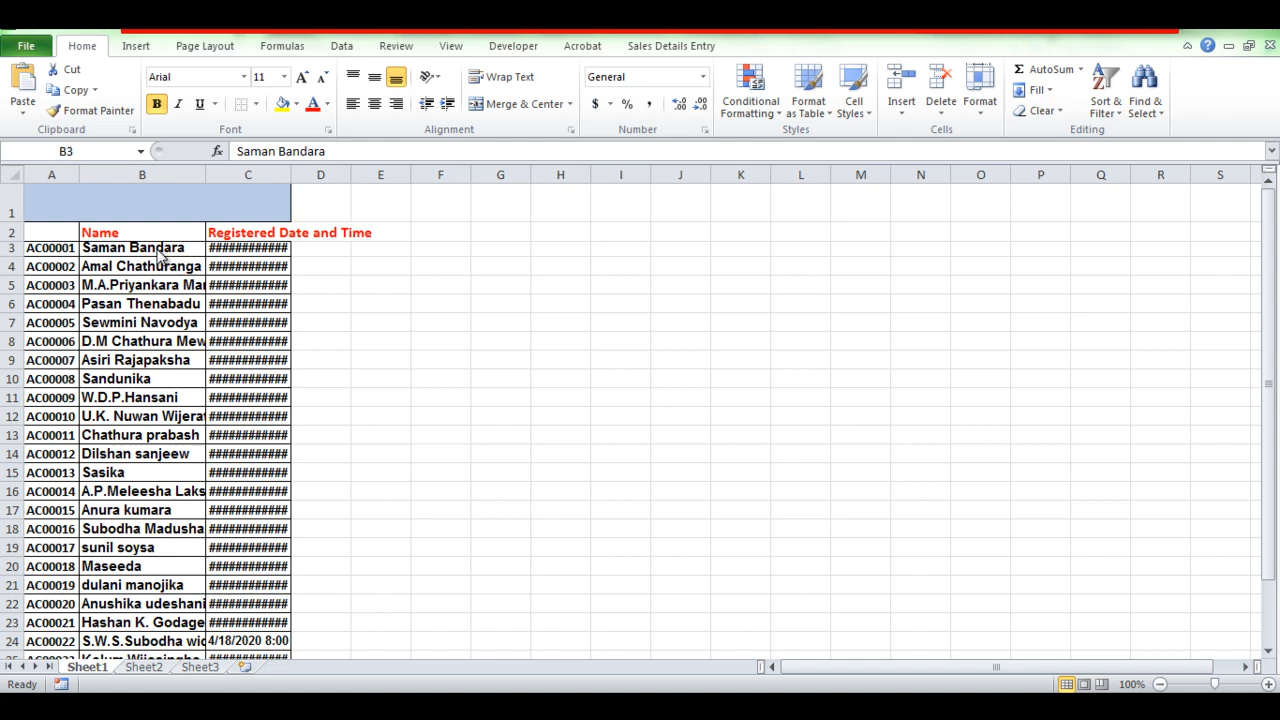 File Home Insert Page Layout Formulas Data Review View Developer Acrobat Sales Details Entry
Cut
Copy
Format Painter
Paste
Clipboard
Arial 11
B I U
Font
Wrap Text
Merge & Center
Alignment
General
$ % ,
Number
Conditional Formatting
Format as Table
Cell Styles
Styles
Insert Delete Format
Cells
AutoSum
Fill
Clear
Sort & Filter
Find & Select
Editing
B3 fx Saman Bandara
A B C D E F G H I J K L M N O P Q R S
1
2 Name Registered Date and Time
3 AC00001 Saman Bandara ############
4 AC00002 Amal Chathuranga ############
5 AC00003 M.A.Priyankara Mar ############
6 AC00004 Pasan Thenabadu ############
7 AC00005 Sewmini Navodya ############
8 AC00006 D.M Chathura Mew ############
9 AC00007 Asiri Rajapaksha ############
10 AC00008 Sandunika ############
11 AC00009 W.D.P.Hansani ############
12 AC00010 U.K. Nuwan Wijerat ############
13 AC00011 Chathura prabash ############
14 AC00012 Dilshan sanjeew ############
15 AC00013 Sasika ############
16 AC00014 A.P.Meleesha Laks ############
17 AC00015 Anura kumara ############
18 AC00016 Subodha Madusha ############
19 AC00017 sunil soysa ############
20 AC00018 Maseeda ############
21 AC00019 dulani manojika ############
22 AC00020 Anushika udeshani ############
23 AC00021 Hashan K. Godage ############
24 AC00022 S.W.S.Subodha wic 4/18/2020 8:00
Sheet1 Sheet2 Sheet3
Ready 100%